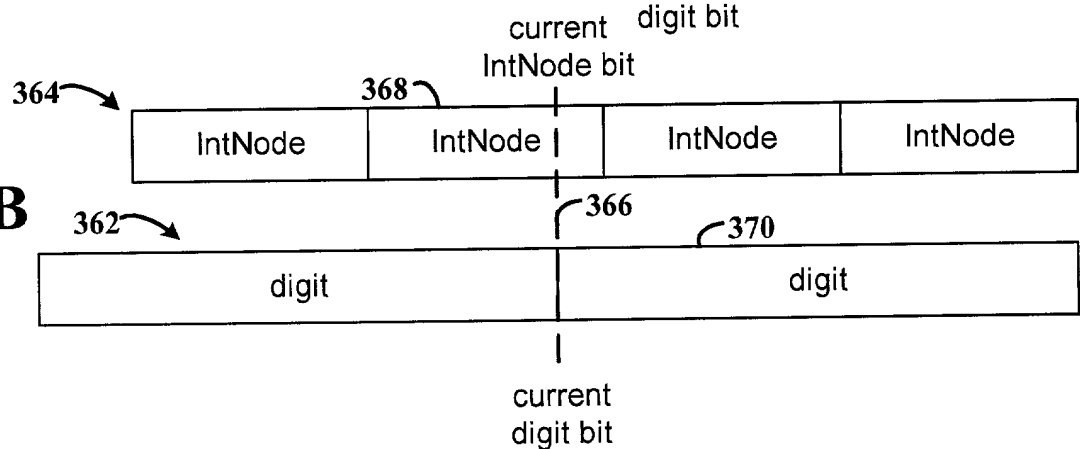 digit bit
current
IntNode bit
364
368
IntNode IntNode IntNode IntNode
B
366
362
370
digit digit
current
digit bit